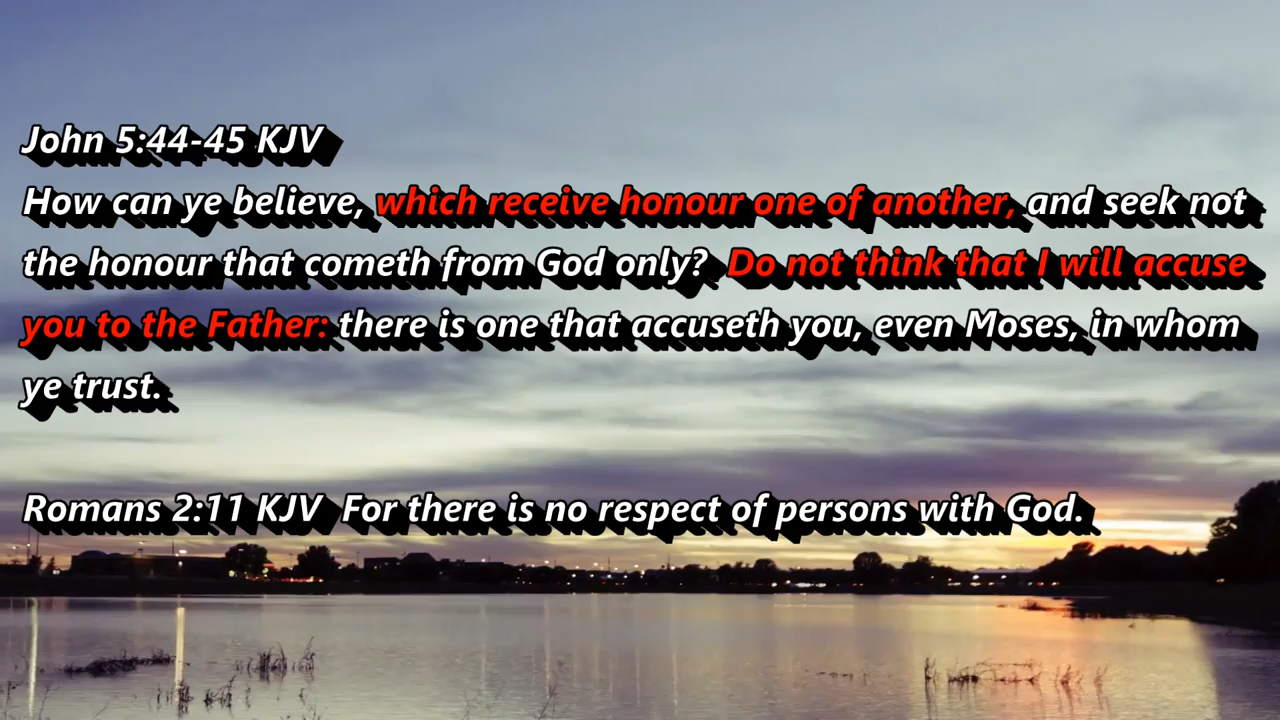 John 5:44-45 KJV
How can ye believe, which receive honour one of another, and seek not
the honour that cometh from God only? Do not think that I will accuse
you to the Father: there is one that accuseth you, even Moses, in whom
ye trust.
Romans 2:11 KJV For there is no respect of persons with God.